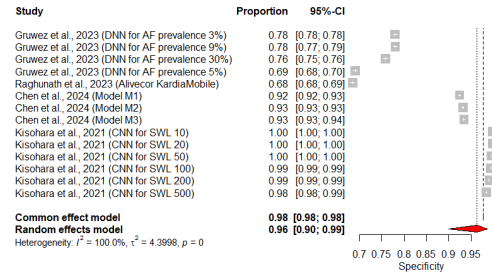 Study Proportion 95%-CI
Gruwez et al., 2023 (DNN for AF prevalence 3%) 0.78 [0.78; 0.78]
Gruwez et al., 2023 (DNN for AF prevalence 9%) 0.78 [0.77; 0.79]
Gruwez et al., 2023 (DNN for AF prevalence 30%) 0.76 [0.75; 0.76]
Gruwez et al., 2023 (DNN for AF prevalence 5%) 0.69 [0.68; 0.70]
Raghunath et al., 2023 (Alivecor KardiaMobile) 0.68 [0.68; 0.69]
Chen et al., 2024 (Model M1) 0.92 [0.92; 0.93]
Chen et al., 2024 (Model M2) 0.93 [0.93; 0.93]
Chen et al., 2024 (Model M3) 0.93 [0.93; 0.94]
Kisohara et al., 2021 (CNN for SWL 10) 1.00 [1.00; 1.00]
Kisohara et al., 2021 (CNN for SWL 20) 1.00 [1.00; 1.00]
Kisohara et al., 2021 (CNN for SWL 50) 1.00 [1.00; 1.00]
Kisohara et al., 2021 (CNN for SWL 100) 0.99 [0.99; 0.99]
Kisohara et al., 2021 (CNN for SWL 200) 0.99 [0.99; 0.99]
Kisohara et al., 2021 (CNN for SWL 500) 0.98 [0.98; 0.99]
Common effect model 0.98 [0.98; 0.98]
Random effects model 0.96 [0.90; 0.99]
Heterogeneity: I² = 100.0%, τ² = 4.3998, p = 0
0.7 0.75 0.8 0.85 0.9 0.95
Specificity